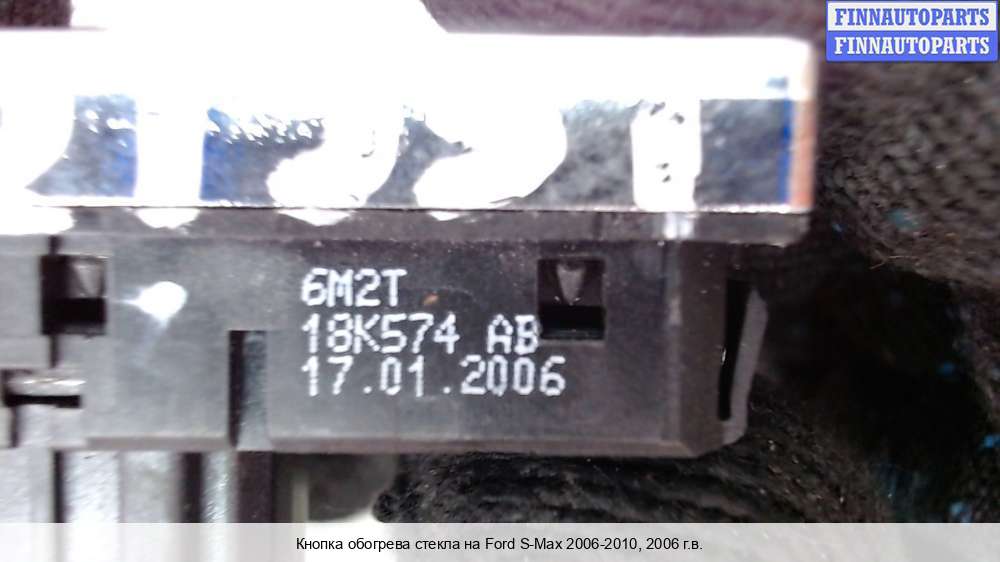 FINNAUTOPARTS
FINNAUTOPARTS
6M2T
18K574 AB
17.01.2006
Кнопка обогрева стекла на Ford S-Max 2006-2010, 2006 г.в.